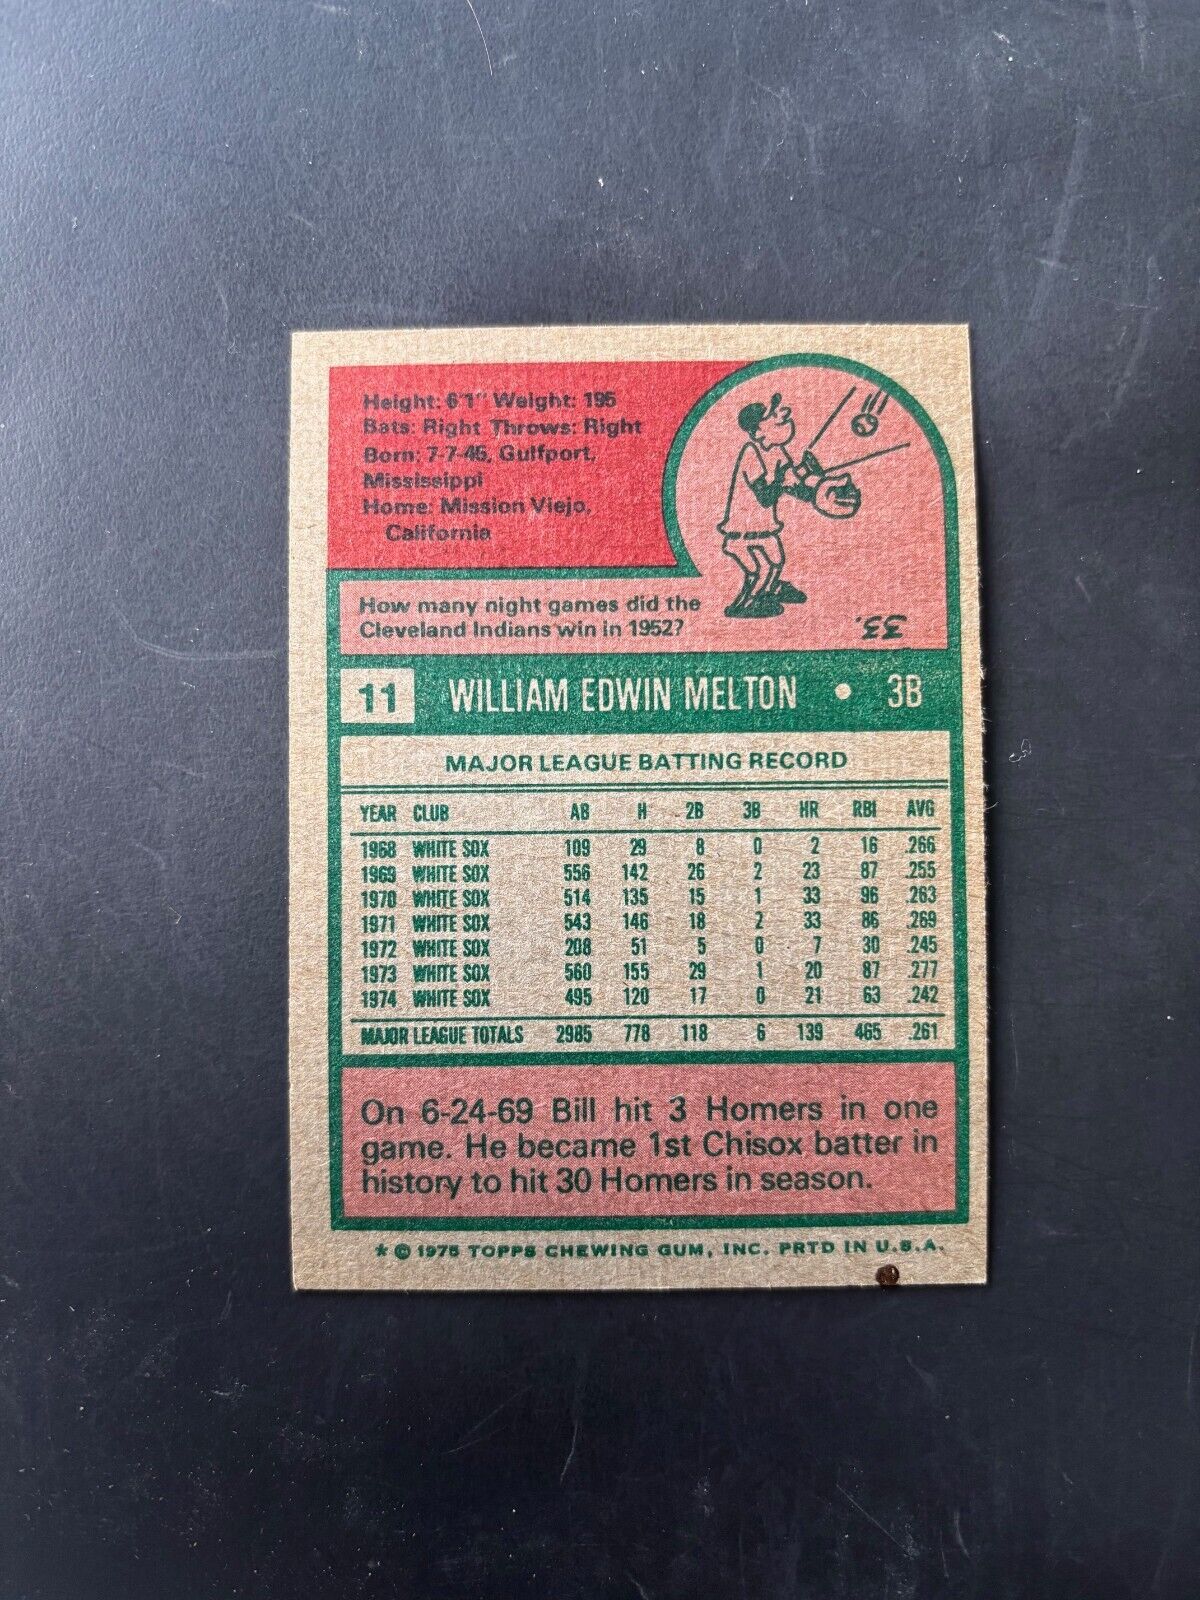 Height: 6'1" Weight: 195
Bats: Right Throws: Right
Born: 7-7-45, Gulfport,
Mississippi
Home: Mission Viejo,
California
How many night games did the
Cleveland Indians win in 1952?
33.
11 WILLIAM EDWIN MELTON • 3B
MAJOR LEAGUE BATTING RECORD
YEAR CLUB AB H 2B 3B HR RBI AVG
1968 WHITE SOX 109 29 8 0 2 16 .266
1969 WHITE SOX 556 142 26 2 23 87 .255
1970 WHITE SOX 514 135 15 1 33 96 .263
1971 WHITE SOX 543 146 18 2 33 86 .269
1972 WHITE SOX 208 51 5 0 7 30 .245
1973 WHITE SOX 560 155 29 1 20 87 .277
1974 WHITE SOX 495 120 17 0 21 63 .242
MAJOR LEAGUE TOTALS 2985 778 118 6 139 465 .261
On 6-24-69 Bill hit 3 Homers in one
game. He became 1st Chisox batter in
history to hit 30 Homers in season.
* © 1975 TOPPS CHEWING GUM, INC. PRTD IN U.S.A.